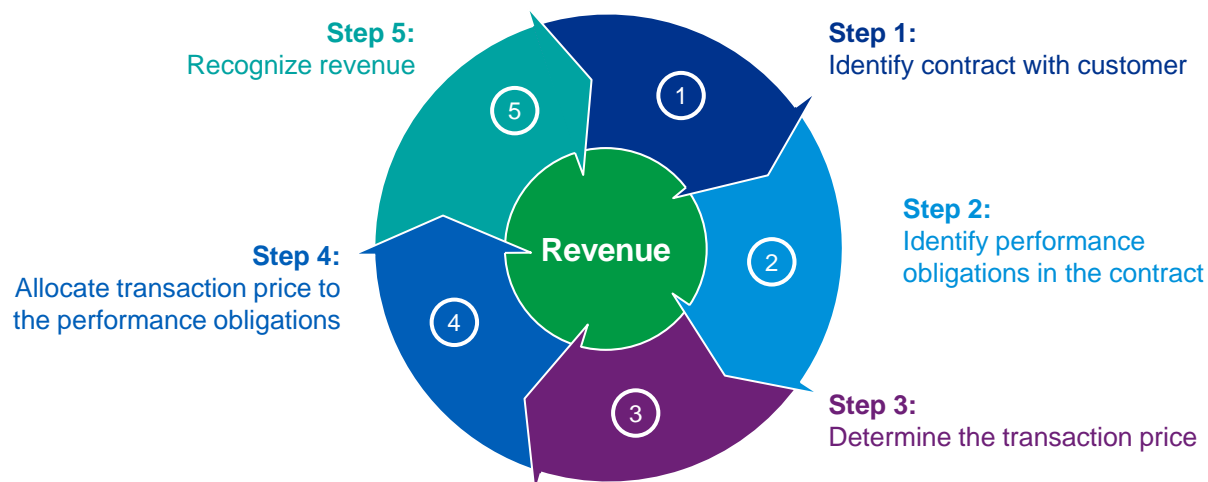 Step 1:
Identify contract with customer
1
Step 2:
Identify performance
obligations in the contract
2
Step 3:
Determine the transaction price
3
Step 4:
Allocate transaction price to
the performance obligations
4
Step 5:
Recognize revenue
5
Revenue